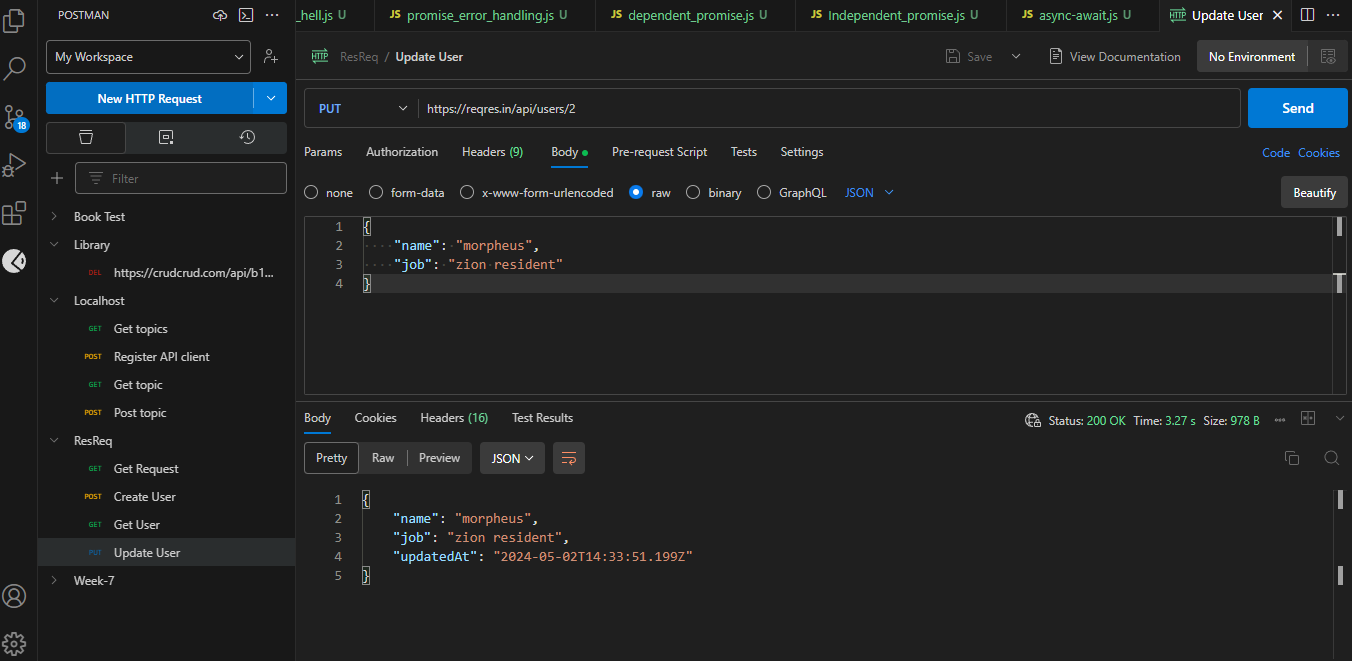 POSTMAN
_hell.js U
JS promise_error_handling.js U
JS dependent_promise.js U
JS Independent_promise.js U
JS async-await.js U
HTTP Update User
My Workspace
New HTTP Request
Filter
18
Book Test
Library
DEL https://crudcrud.com/api/b1...
Localhost
GET Get topics
POST Register API client
GET Get topic
POST Post topic
ResReq
GET Get Request
POST Create User
GET Get User
PUT Update User
Week-7
HTTP ResReq / Update User
Save
View Documentation
No Environment
PUT
https://reqres.in/api/users/2
Send
Params Authorization Headers (9) Body Pre-request Script Tests Settings
Code Cookies
none form-data x-www-form-urlencoded raw binary GraphQL JSON
Beautify
1 {
2 ····"name":·"morpheus",
3 ····"job":·"zion·resident"
4 }
Body Cookies Headers (16) Test Results
Status: 200 OK Time: 3.27 s Size: 978 B
Pretty Raw Preview JSON
1 {
2 "name": "morpheus",
3 "job": "zion resident",
4 "updatedAt": "2024-05-02T14:33:51.199Z"
5 }